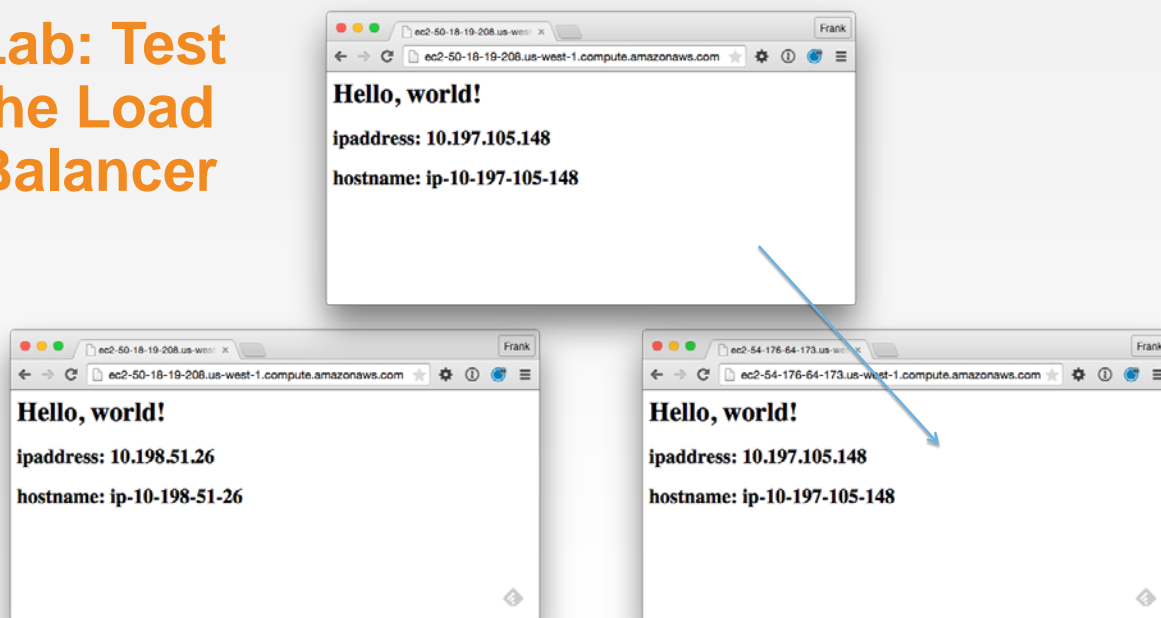 Lab: Test
the Load
Balancer
ec2-50-18-19-208.us-west
Frank
ec2-50-18-19-208.us-west-1.compute.amazonaws.com
Hello, world!
ipaddress: 10.197.105.148
hostname: ip-10-197-105-148
ec2-50-18-19-208.us-west
Frank
ec2-50-18-19-208.us-west-1.compute.amazonaws.com
Hello, world!
ipaddress: 10.198.51.26
hostname: ip-10-198-51-26
ec2-54-176-64-173.us-we
Frank
ec2-54-176-64-173.us-west-1.compute.amazonaws.com
Hello, world!
ipaddress: 10.197.105.148
hostname: ip-10-197-105-148